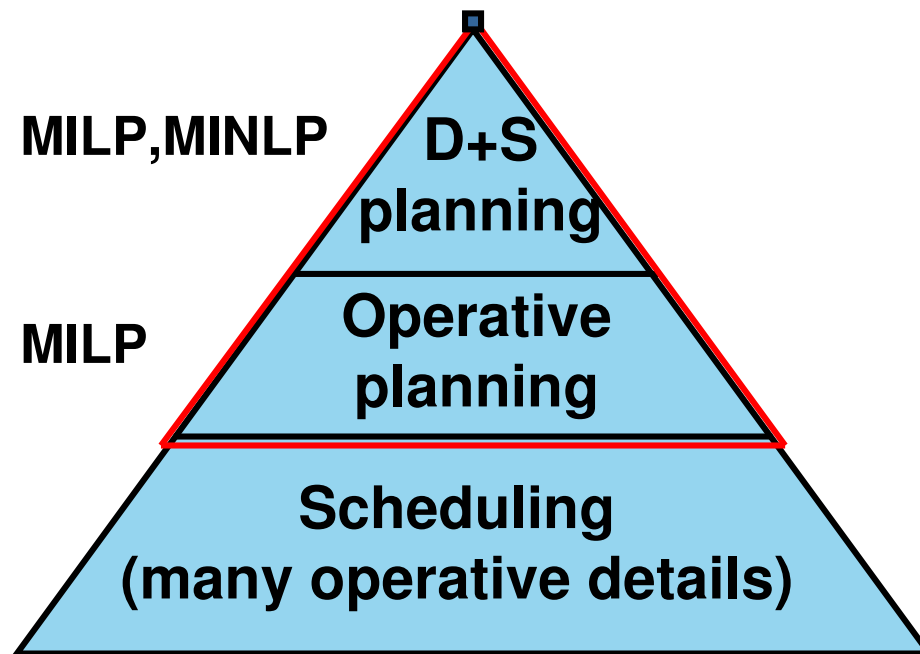 MILP,MINLP
D+S
planning
MILP
Operative
planning
Scheduling
(many operative details)